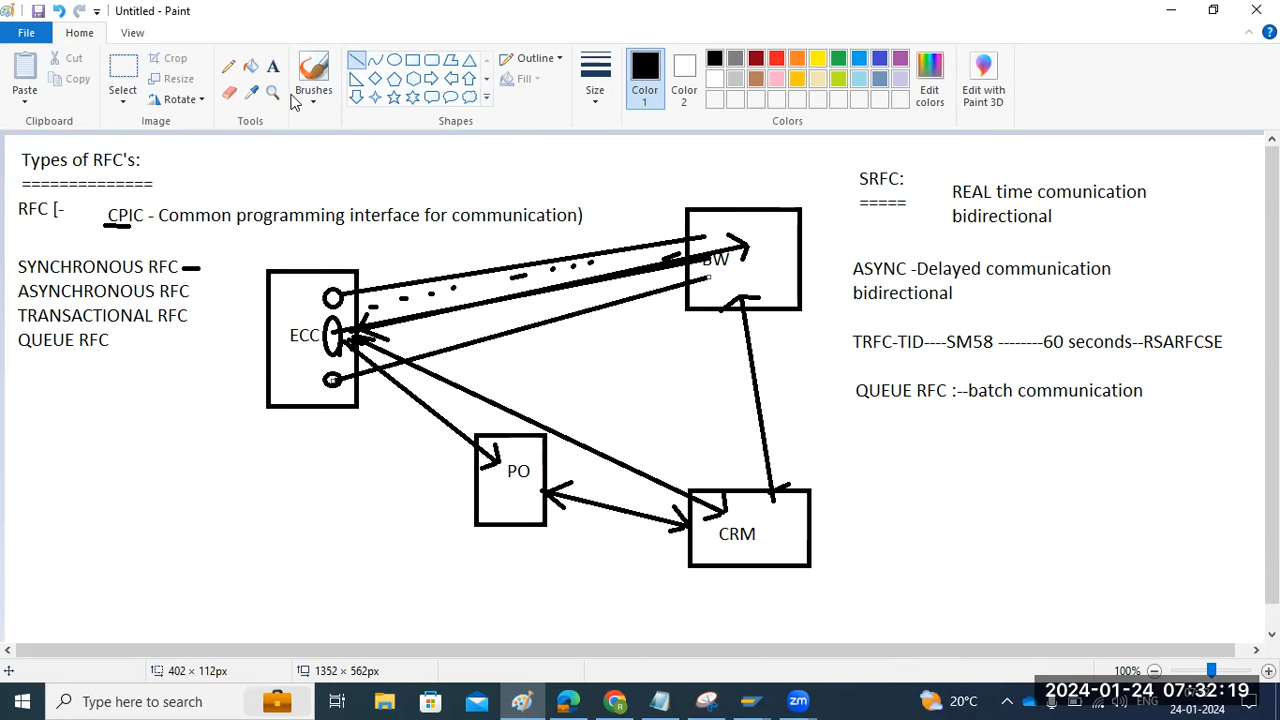 Untitled - Paint
File
Home
View
Paste
Cut
Copy
Clipboard
Select
Crop
Resize
Rotate
Image
A
Tools
Brushes
Outline
Fill
Shapes
Size
Color 1
Color 2
Colors
Edit colors
Edit with Paint 3D
Types of RFC's:
==============
RFC [-
CPIC - Common programming interface for communication)
SYNCHRONOUS RFC
ASYNCHRONOUS RFC
TRANSACTIONAL RFC
QUEUE RFC
ECC
BW
PO
CRM
SRFC:
=====
REAL time comunication
bidirectional
ASYNC -Delayed communication
bidirectional
TRFC-TID----SM58 --------60 seconds--RSARFCSE
QUEUE RFC :--batch communication
402 × 112px
1352 × 562px
100%
Type here to search
20°C
ENG
2024-01-24 07:32:19
24-01-2024